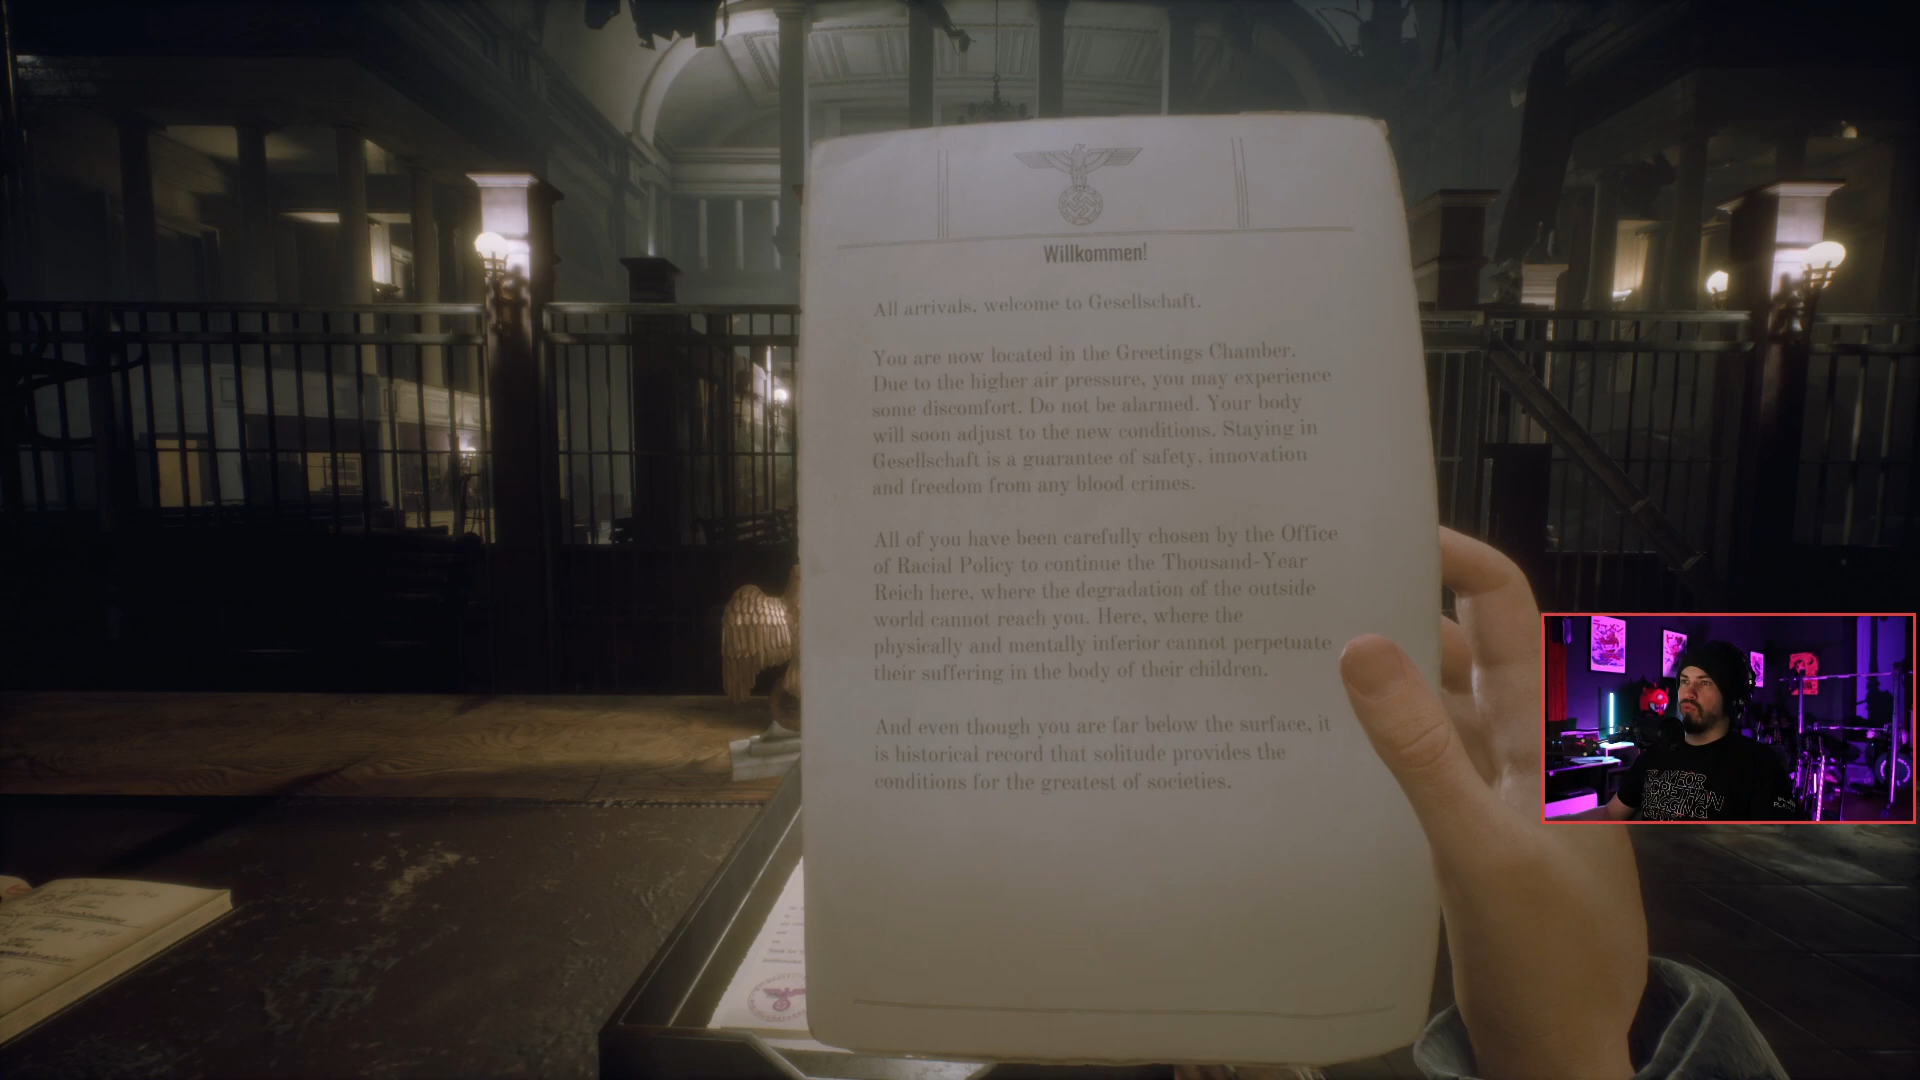 Willkommen!
All arrivals, welcome to Gesellschaft.
You are now located in the Greetings Chamber.
Due to the higher air pressure, you may experience
some discomfort. Do not be alarmed. Your body
will soon adjust to the new conditions. Staying in
Gesellschaft is a guarantee of safety, innovation
and freedom from any blood crimes.
All of you have been carefully chosen by the Office
of Racial Policy to continue the Thousand-Year
Reich here, where the degradation of the outside
world cannot reach you. Here, where the
physically and mentally inferior cannot perpetuate
their suffering in the body of their children.
And even though you are far below the surface, it
is historical record that solitude provides the
conditions for the greatest of societies.